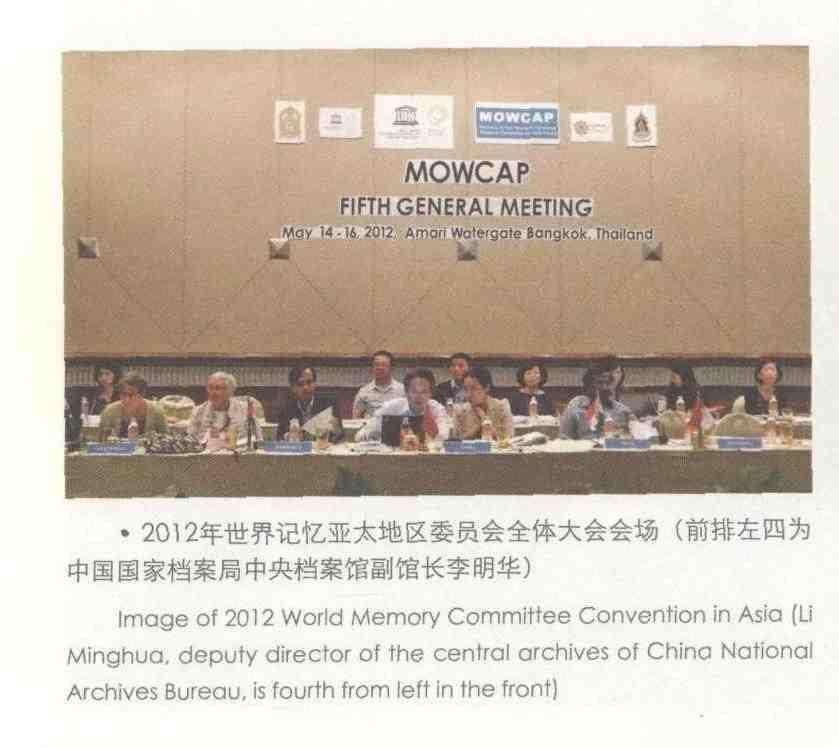 MOWCAP
MOWCAP
FIFTH GENERAL MEETING
May 14 - 16, 2012, Amari Watergate Bangkok, Thailand
• 2012年世界记忆亚太地区委员会全体大会会场（前排左四为
中国国家档案局中央档案馆副馆长李明华）
Image of 2012 World Memory Committee Convention in Asia (Li
Minghua, deputy director of the central archives of China National
Archives Bureau, is fourth from left in the front)